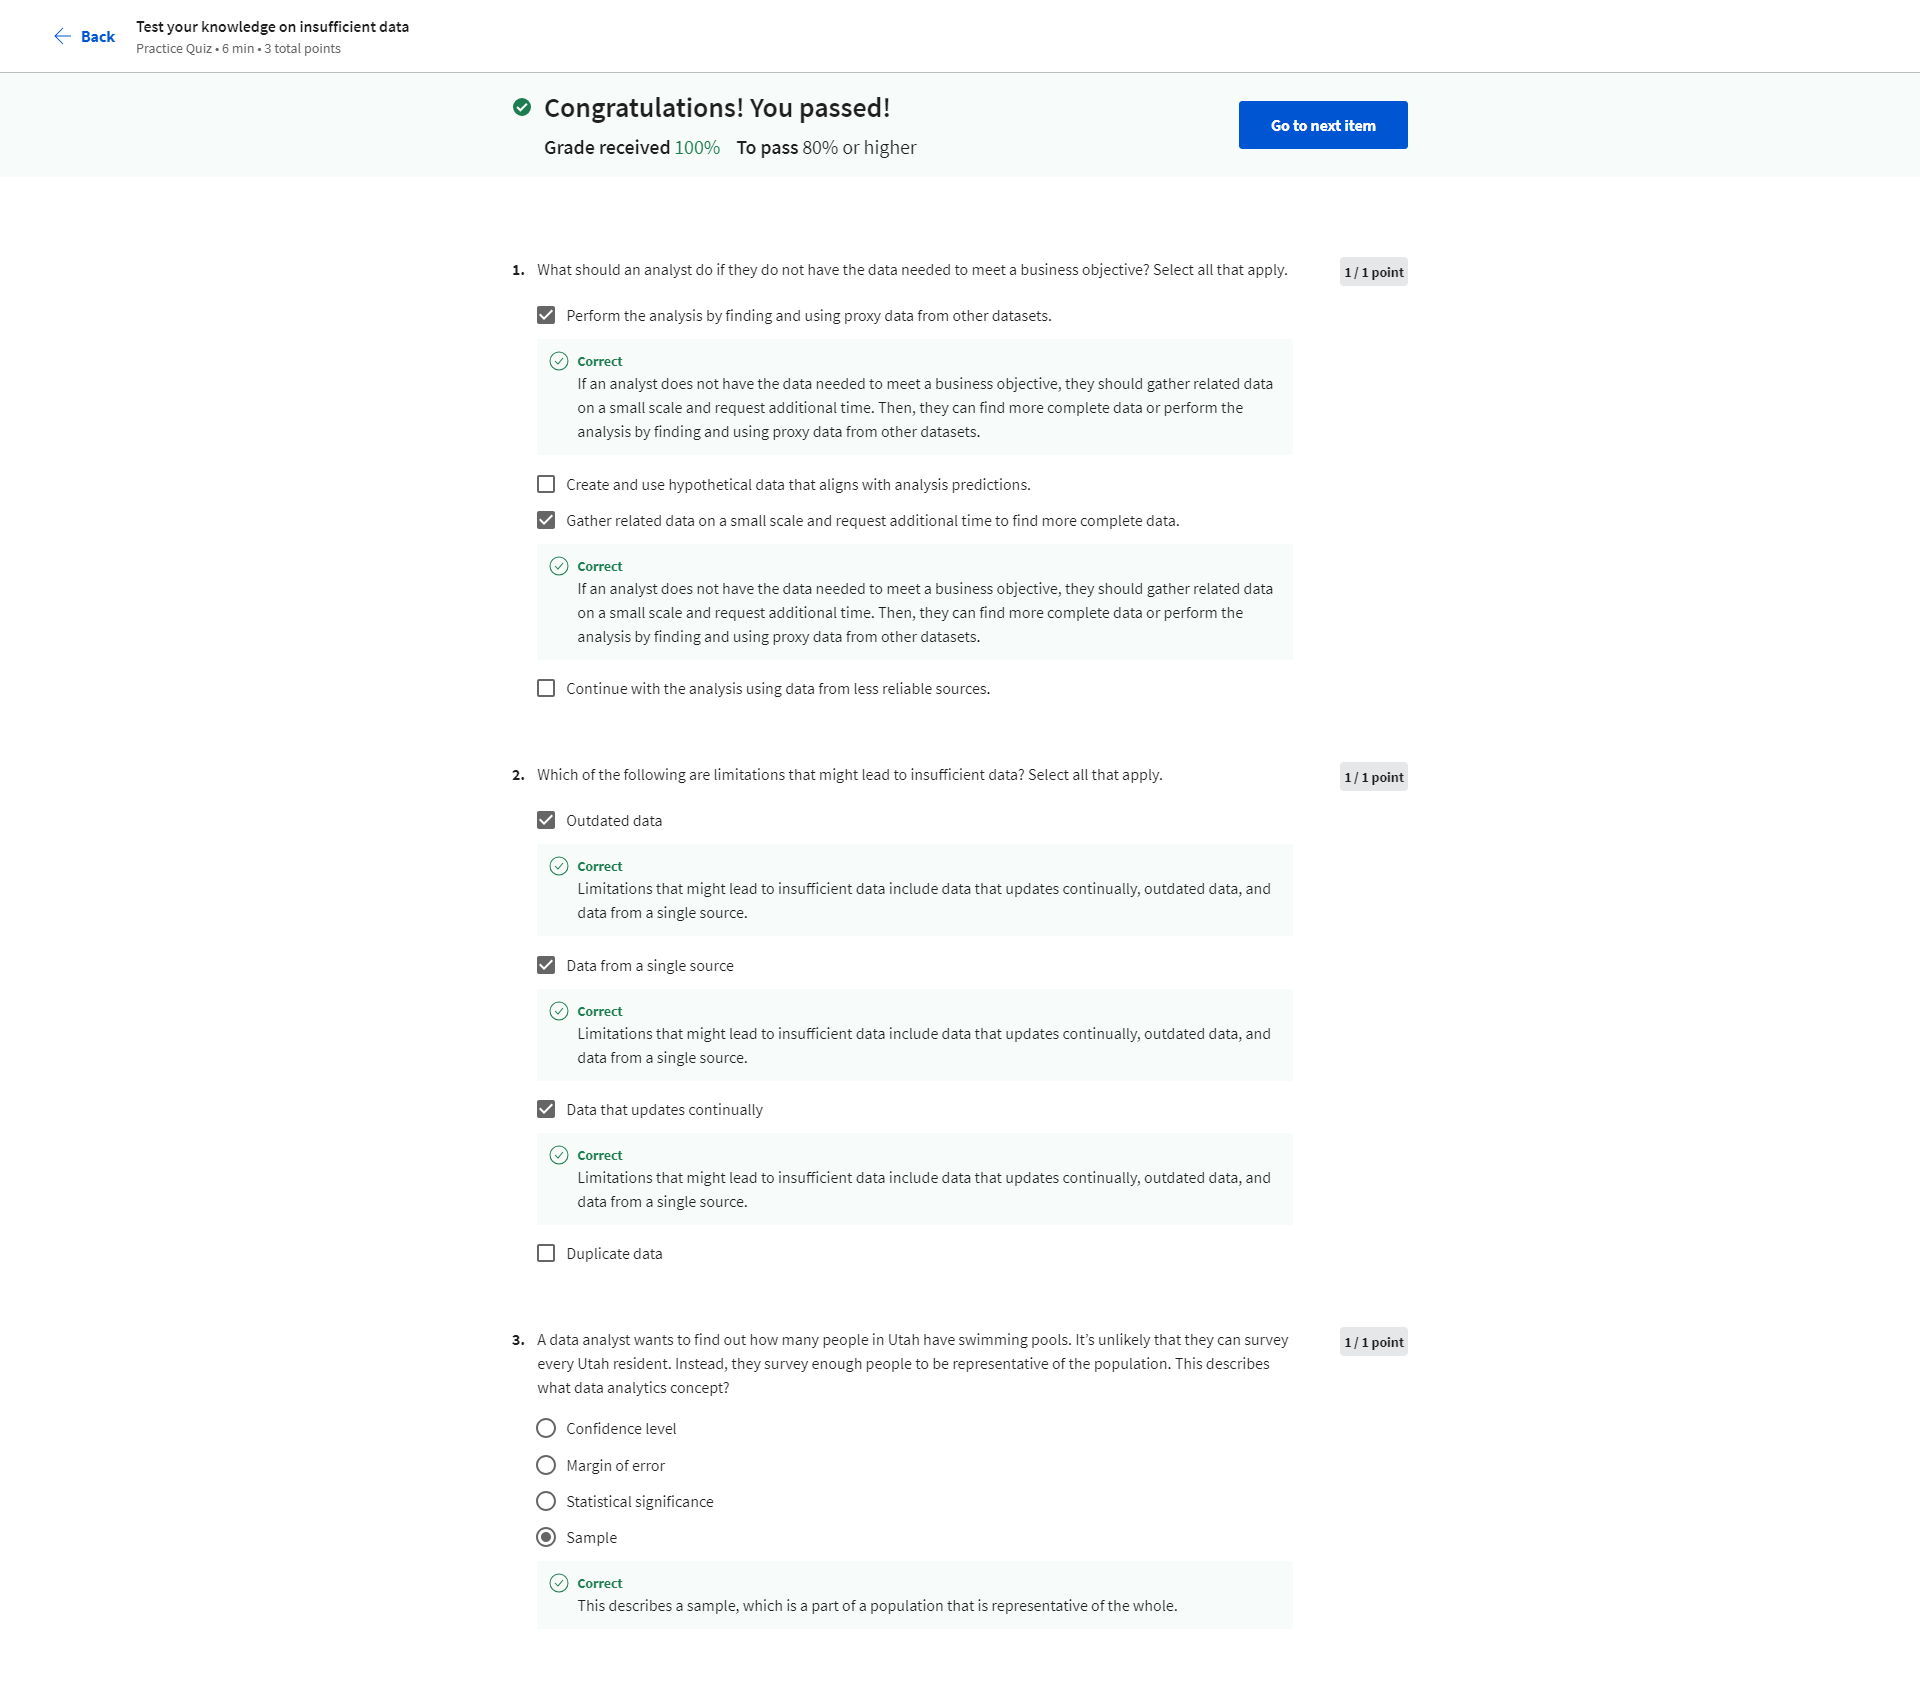 Back
Test your knowledge on insufficient data
Practice Quiz • 6 min • 3 total points
Congratulations! You passed!
Grade received 100% To pass 80% or higher
Go to next item
1. What should an analyst do if they do not have the data needed to meet a business objective? Select all that apply.
1 / 1 point
Perform the analysis by finding and using proxy data from other datasets.
Correct
If an analyst does not have the data needed to meet a business objective, they should gather related data
on a small scale and request additional time. Then, they can find more complete data or perform the
analysis by finding and using proxy data from other datasets.
Create and use hypothetical data that aligns with analysis predictions.
Gather related data on a small scale and request additional time to find more complete data.
Correct
If an analyst does not have the data needed to meet a business objective, they should gather related data
on a small scale and request additional time. Then, they can find more complete data or perform the
analysis by finding and using proxy data from other datasets.
Continue with the analysis using data from less reliable sources.
2. Which of the following are limitations that might lead to insufficient data? Select all that apply.
1 / 1 point
Outdated data
Correct
Limitations that might lead to insufficient data include data that updates continually, outdated data, and
data from a single source.
Data from a single source
Correct
Limitations that might lead to insufficient data include data that updates continually, outdated data, and
data from a single source.
Data that updates continually
Correct
Limitations that might lead to insufficient data include data that updates continually, outdated data, and
data from a single source.
Duplicate data
3. A data analyst wants to find out how many people in Utah have swimming pools. It’s unlikely that they can survey
every Utah resident. Instead, they survey enough people to be representative of the population. This describes
what data analytics concept?
1 / 1 point
Confidence level
Margin of error
Statistical significance
Sample
Correct
This describes a sample, which is a part of a population that is representative of the whole.